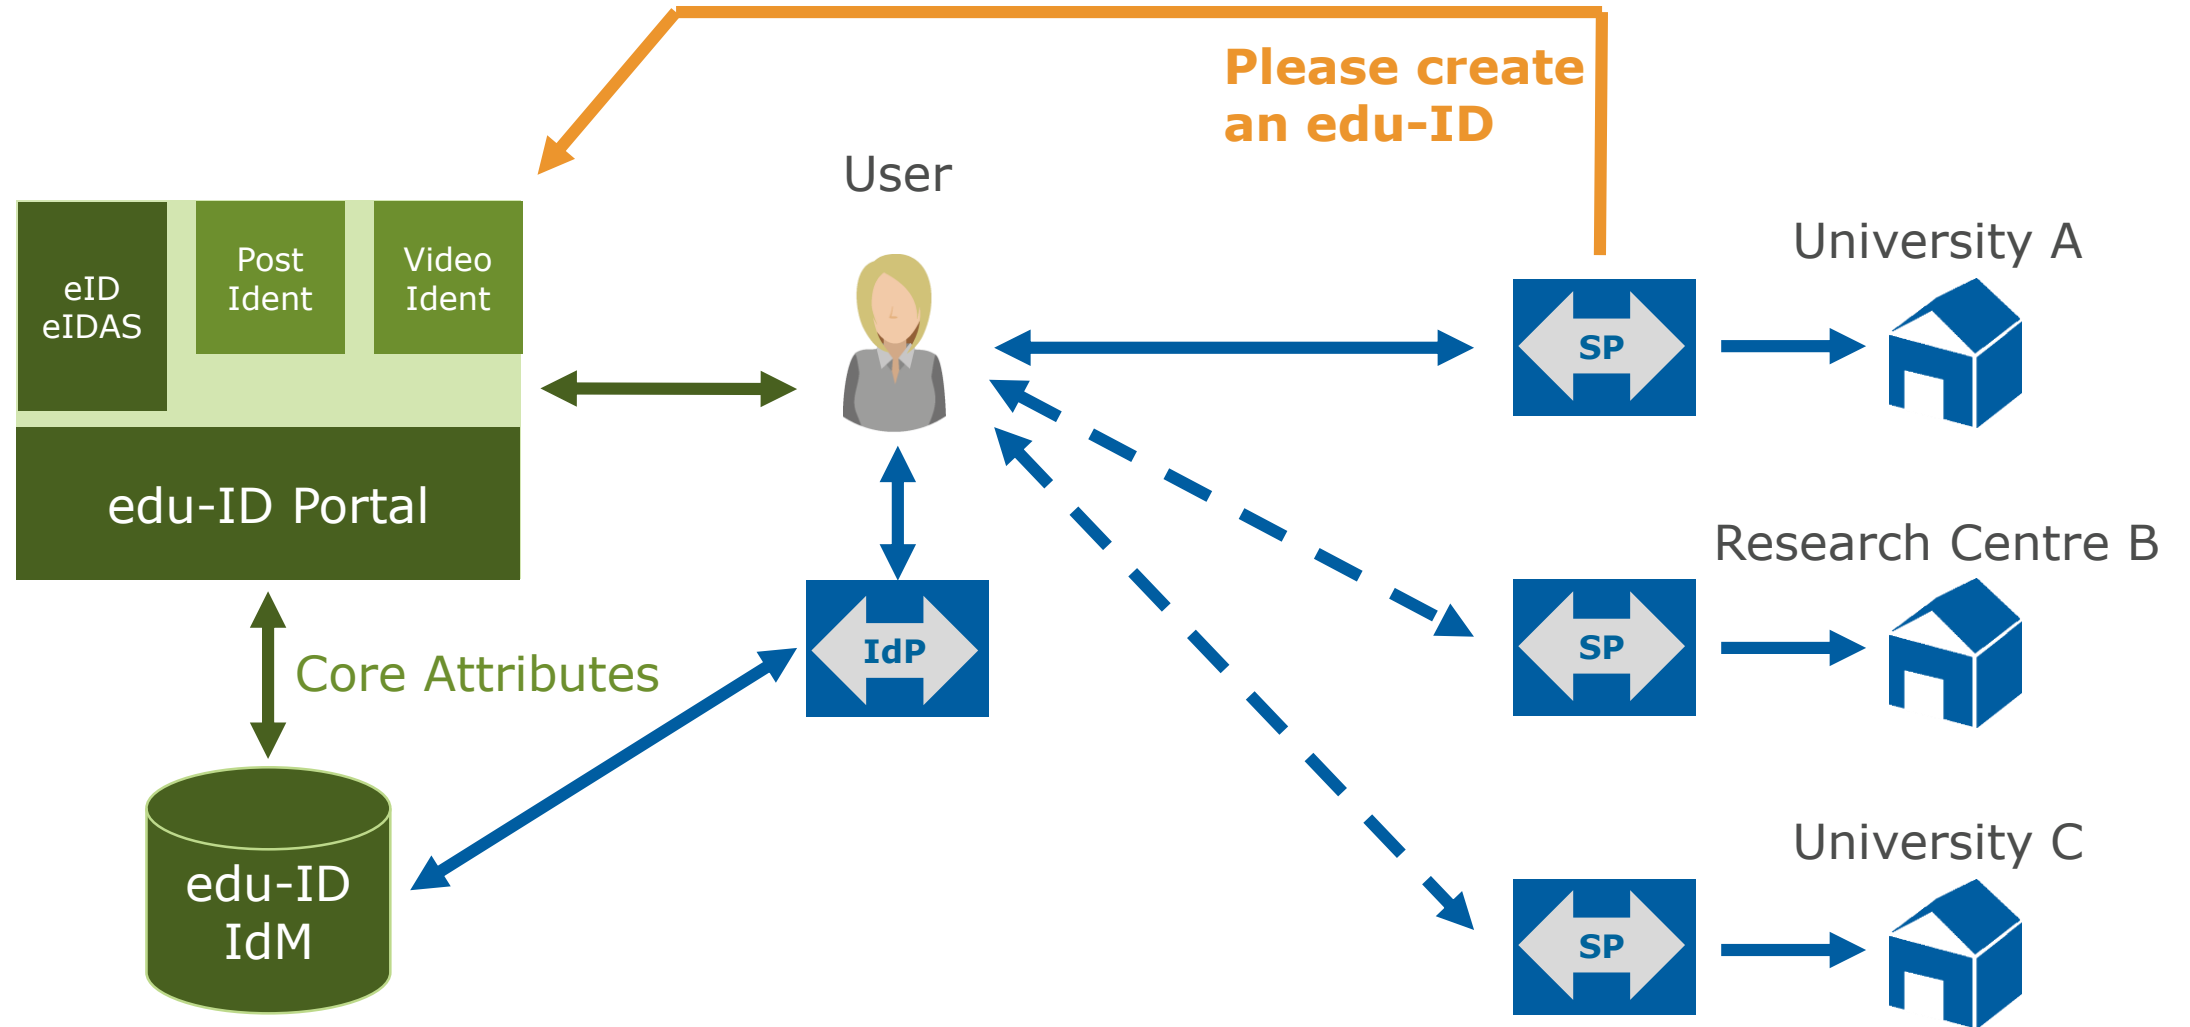 Please create
an edu-ID
User
eID
eIDAS
Post
Ident
Video
Ident
edu-ID Portal
Core Attributes
edu-ID
IdM
IdP
University A
SP
Research Centre B
SP
University C
SP